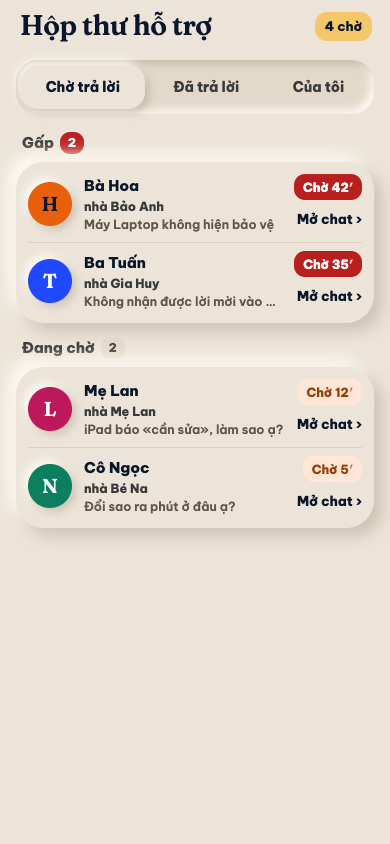 Hộp thư hỗ trợ
4 chờ
Chờ trả lời
Đã trả lời
Của tôi
Gấp 2
H
Bà Hoa
nhà Bảo Anh
Máy Laptop không hiện bảo vệ
Chờ 42′
Mở chat ›
T
Ba Tuấn
nhà Gia Huy
Không nhận được lời mời vào ...
Chờ 35′
Mở chat ›
Đang chờ 2
L
Mẹ Lan
nhà Mẹ Lan
iPad báo «cần sửa», làm sao ạ?
Chờ 12′
Mở chat ›
N
Cô Ngọc
nhà Bé Na
Đổi sao ra phút ở đâu ạ?
Chờ 5′
Mở chat ›